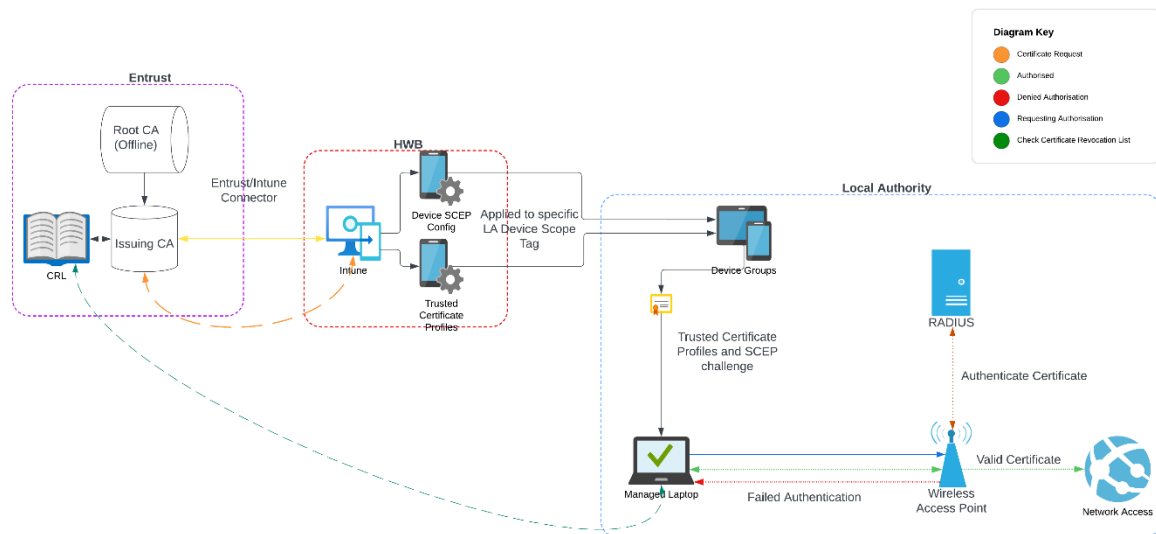 Diagram Key
Certificate Request
Authorised
Denied Authorisation
Requesting Authorisation
Check Certificate Revocation List
Entrust
Root CA
(Offline)
Issuing CA
CRL
Entrust/Intune
Connector
HWB
Device SCEP
Config
Intune
Trusted
Certificate
Profiles
Applied to specific
LA Device Scope
Tag
Local Authority
Device Groups
RADIUS
Trusted Certificate
Profiles and SCEP
challenge
Authenticate Certificate
Managed Laptop
Failed Authentication
Valid Certificate
Wireless
Access Point
Network Access